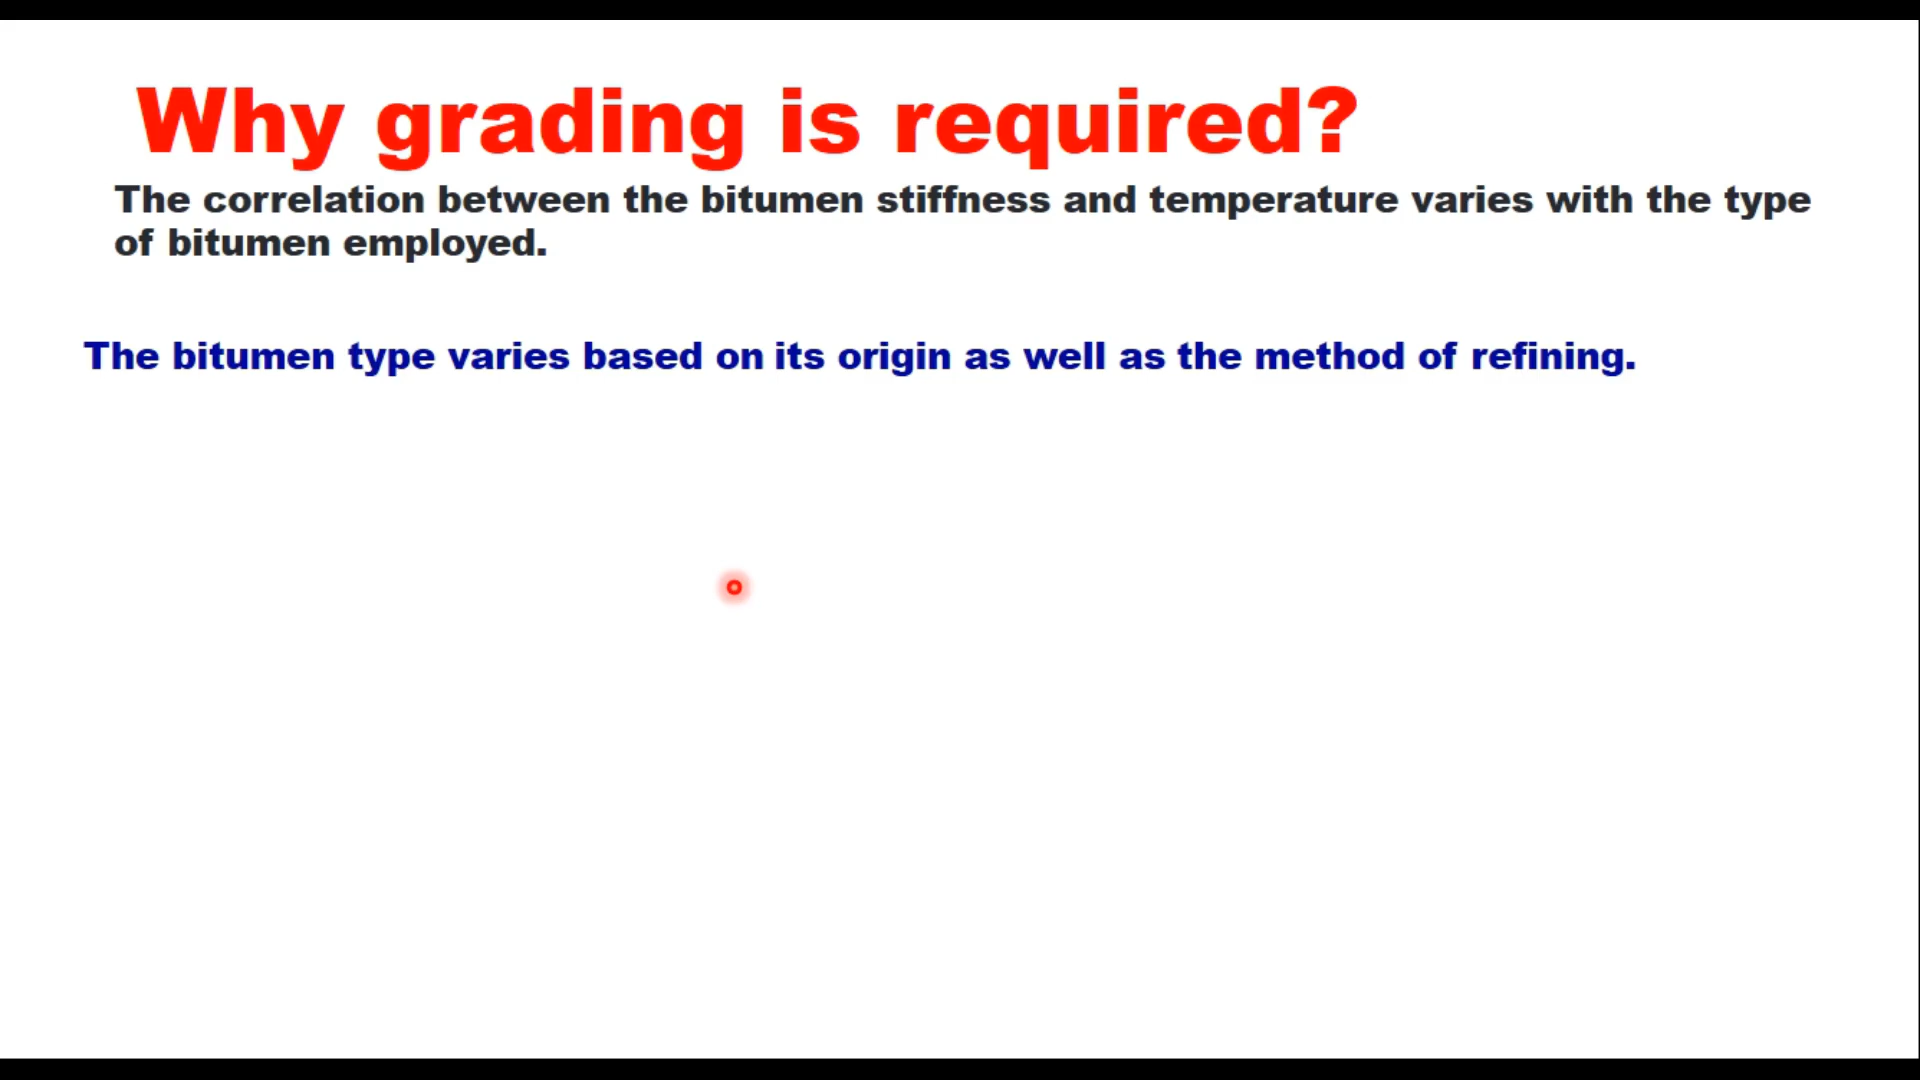 Why grading is required?
The correlation between the bitumen stiffness and temperature varies with the type
of bitumen employed.
The bitumen type varies based on its origin as well as the method of refining.